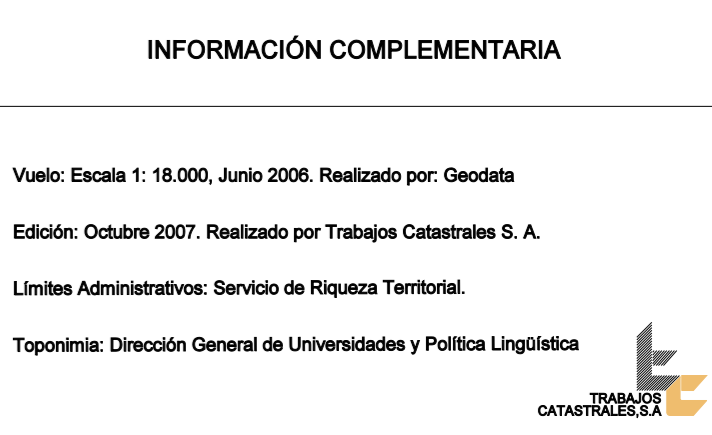 INFORMACIÓN COMPLEMENTARIA
Vuelo: Escala 1: 18.000, Junio 2006. Realizado por: Geodata
Edición: Octubre 2007. Realizado por Trabajos Catastrales S. A.
Límites Administrativos: Servicio de Riqueza Territorial.
Toponimia: Dirección General de Universidades y Política Lingüística
TRABAJOS
CATASTRALES,S.A